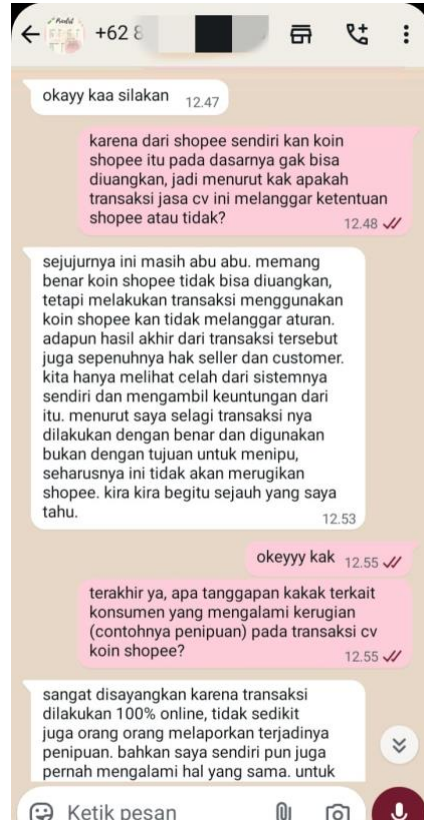 +62 8
okayy kaa silakan 12.47
karena dari shopee sendiri kan koin
shopee itu pada dasarnya gak bisa
diuangkan, jadi menurut kak apakah
transaksi jasa cv ini melanggar ketentuan
shopee atau tidak? 12.48
sejujurnya ini masih abu abu. memang
benar koin shopee tidak bisa diuangkan,
tetapi melakukan transaksi menggunakan
koin shopee kan tidak melanggar aturan.
adapun hasil akhir dari transaksi tersebut
juga sepenuhnya hak seller dan customer.
kita hanya melihat celah dari sistemnya
sendiri dan mengambil keuntungan dari
itu. menurut saya selagi transaksi nya
dilakukan dengan benar dan digunakan
bukan dengan tujuan untuk menipu,
seharusnya ini tidak akan merugikan
shopee. kira kira begitu sejauh yang saya
tahu. 12.53
okeyyy kak 12.55
terakhir ya, apa tanggapan kakak terkait
konsumen yang mengalami kerugian
(contohnya penipuan) pada transaksi cv
koin shopee? 12.55
sangat disayangkan karena transaksi
dilakukan 100% online, tidak sedikit
juga orang orang melaporkan terjadinya
penipuan. bahkan saya sendiri pun juga
pernah mengalami hal yang sama. untuk
Ketik pesan